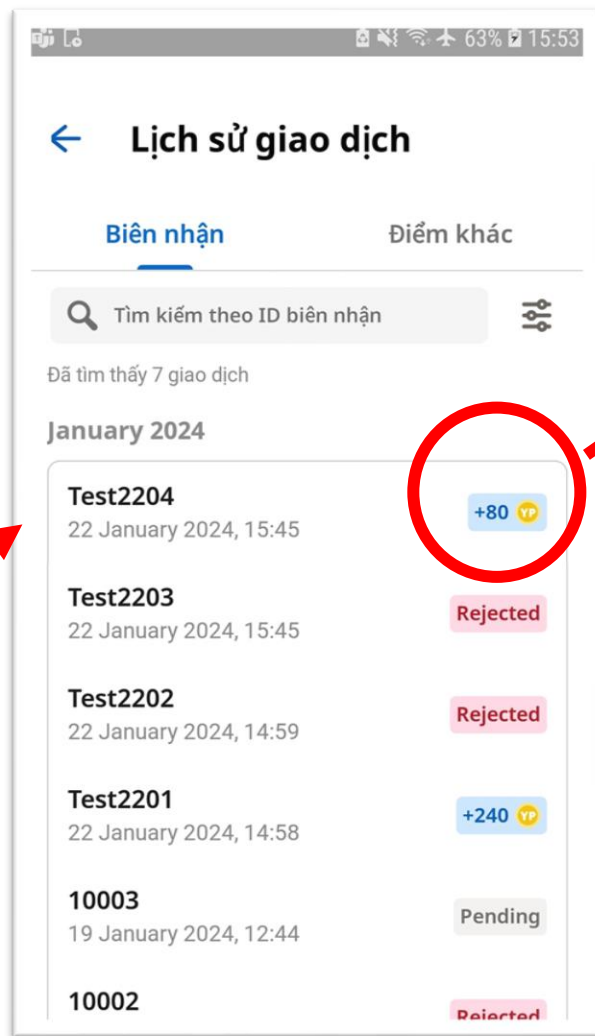 63% 15:53
Lịch sử giao dịch
Biên nhận Điểm khác
Tìm kiếm theo ID biên nhận
Đã tìm thấy 7 giao dịch
January 2024
Test2204
+80 YP
22 January 2024, 15:45
Test2203
Rejected
22 January 2024, 15:45
Test2202
Rejected
22 January 2024, 14:59
Test2201
+240 YP
22 January 2024, 14:58
10003
Pending
19 January 2024, 12:44
10002
Rejected